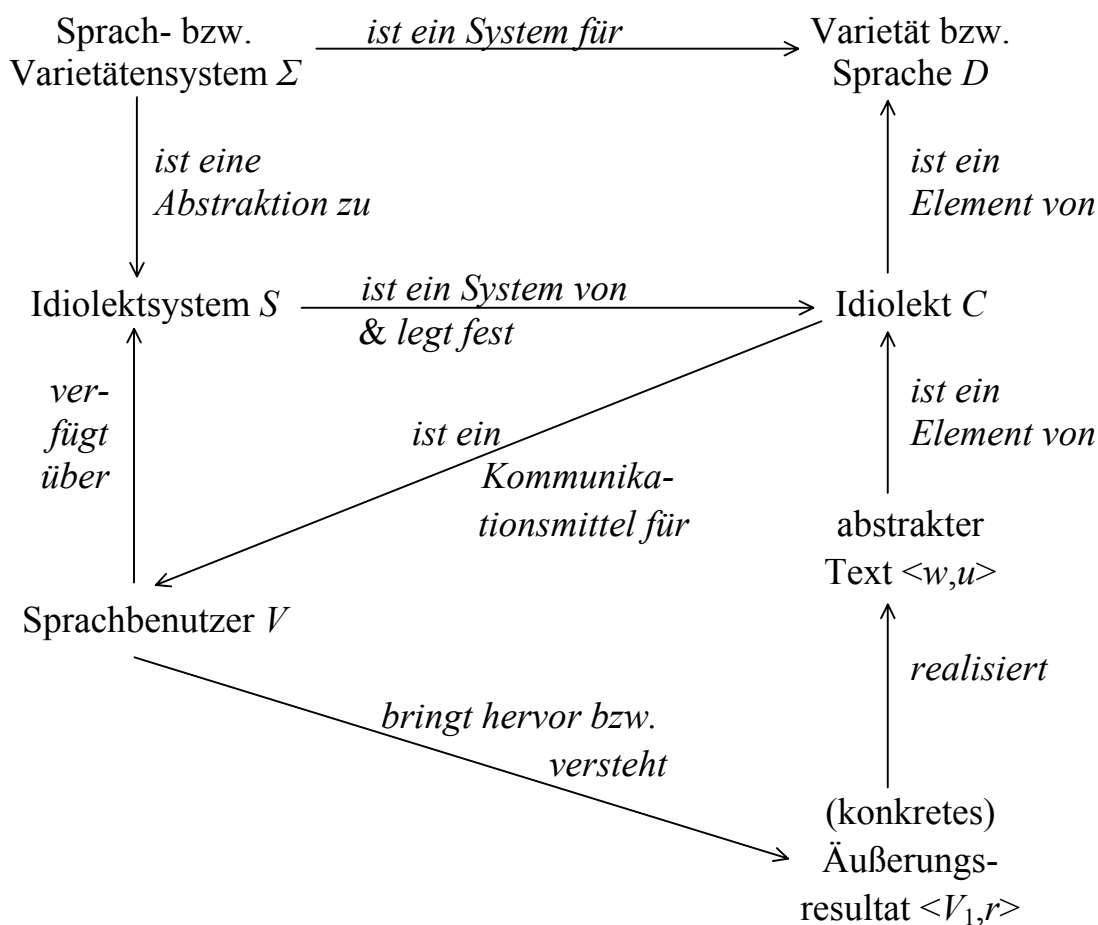 Sprach- bzw.
Varietätensystem Σ
ist ein System für
Varietät bzw.
Sprache D
ist eine
Abstraktion zu
ist ein
Element von
Idiolektsystem S
ist ein System von
& legt fest
Idiolekt C
ver-
fügt
über
ist ein
Kommunika-
tionsmittel für
ist ein
Element von
abstrakter
Text <w,u>
Sprachbenutzer V
realisiert
bringt hervor bzw.
versteht
(konkretes)
Äußerungs-
resultat <V₁,r>